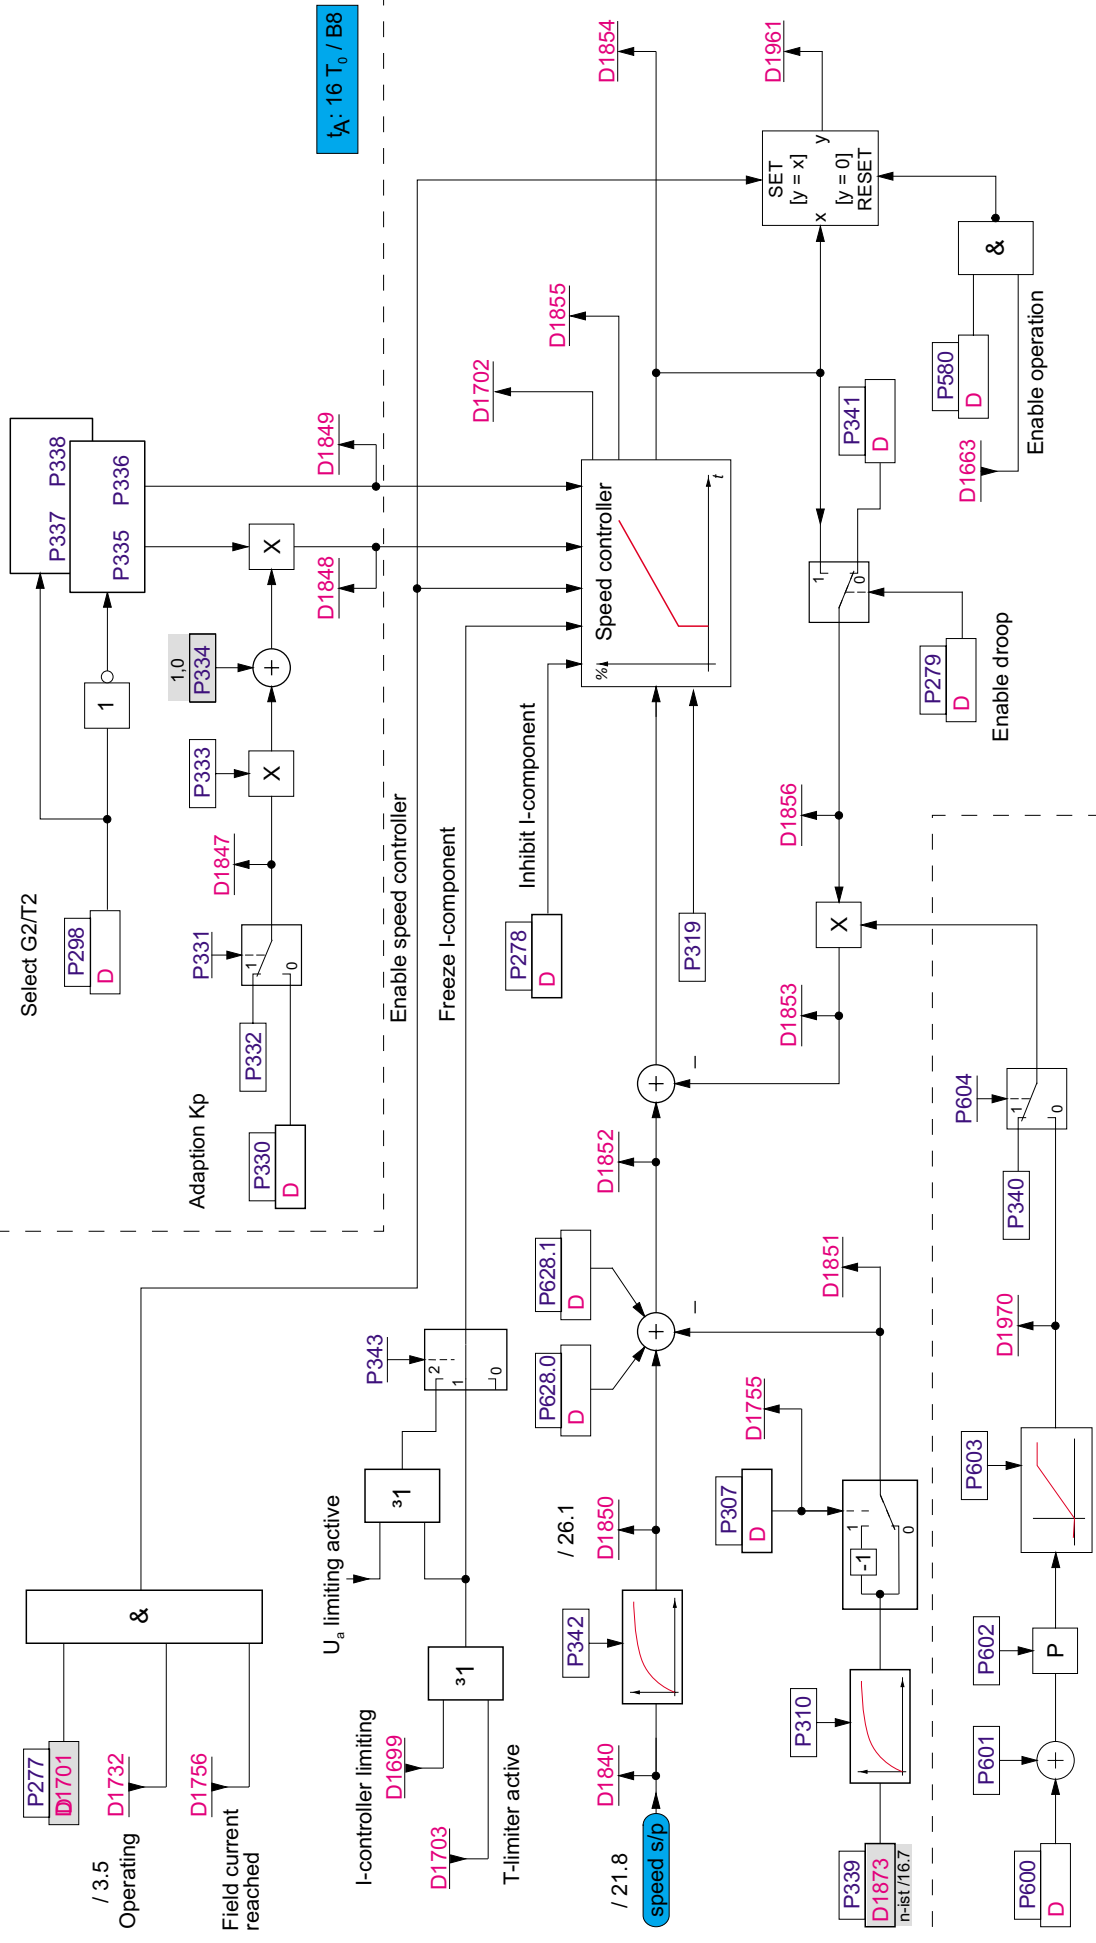 Select G2/T2
P298
D
1
P337
P338
P335
P336
tA: 16 T0 / B8
Adaption Kp
P330
D
P332
P331
1
0
D1847
P333
X
1,0
P334
+
X
D1848
D1849
P277
D1701
/ 3.5
Operating
D1732
Field current
reached
D1756
&
Enable speed controller
Freeze I-component
Ua limiting active
I-controller limiting
D1699
D1703
T-limiter active
³1
³1
P343
2
1
0
P278
D
Inhibit I-component
P319
Speed controller
%
t
D1702
D1855
D1854
/ 21.8
speed s/p
D1840
P342
/ 26.1
D1850
P628.0
D
P628.1
D
+
–
D1852
+
–
P339
D1873
n-ist /16.7
P310
P307
D
D1755
-1
1
0
D1851
D1853
X
D1856
1
0
P341
D
P279
D
Enable droop
SET
[y = x]
x
y
[y = 0]
RESET
D1961
P580
D
D1663
&
Enable operation
P600
D
P601
+
P602
P
P603
D1970
P340
P604
1
0